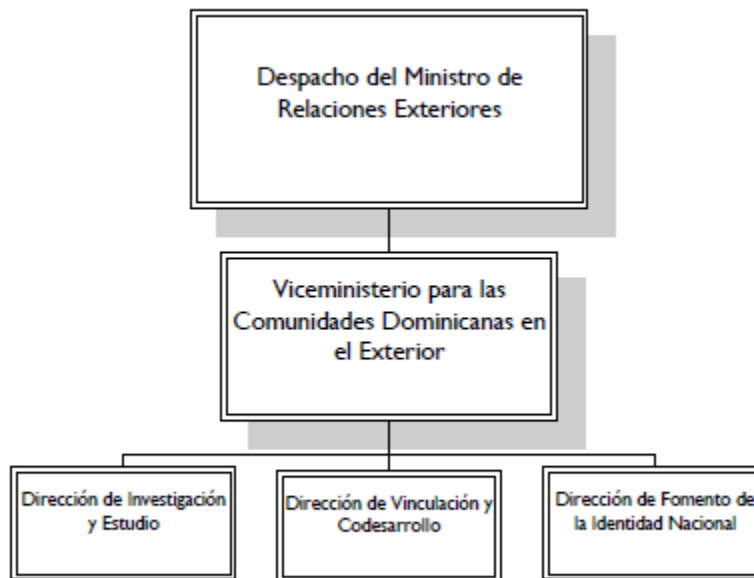 Despacho del Ministro de
Relaciones Exteriores
Viceministerio para las
Comunidades Dominicanas en
el Exterior
Dirección de Investigación
y Estudio
Dirección de Vinculación y
Codesarrollo
Dirección de Fomento de
la Identidad Nacional